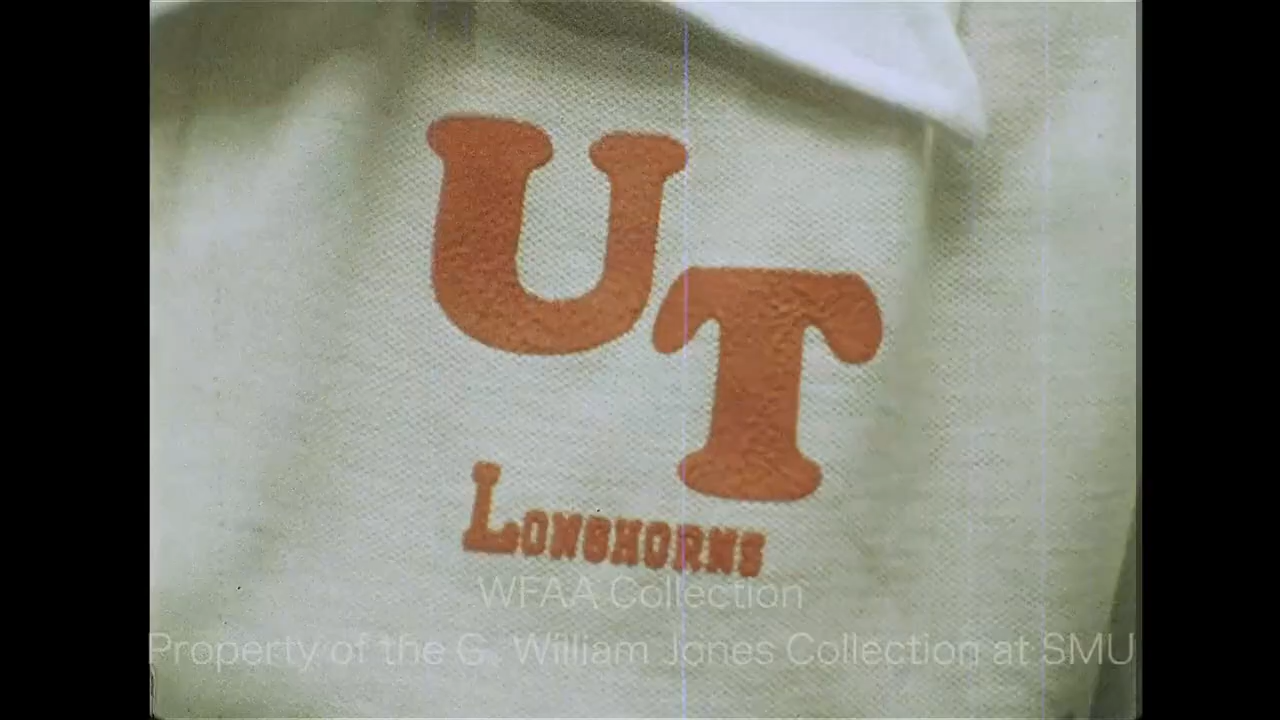 UT
LONGHORNS
WFAA Collection
Property of the G. William Jones Collection at SMU